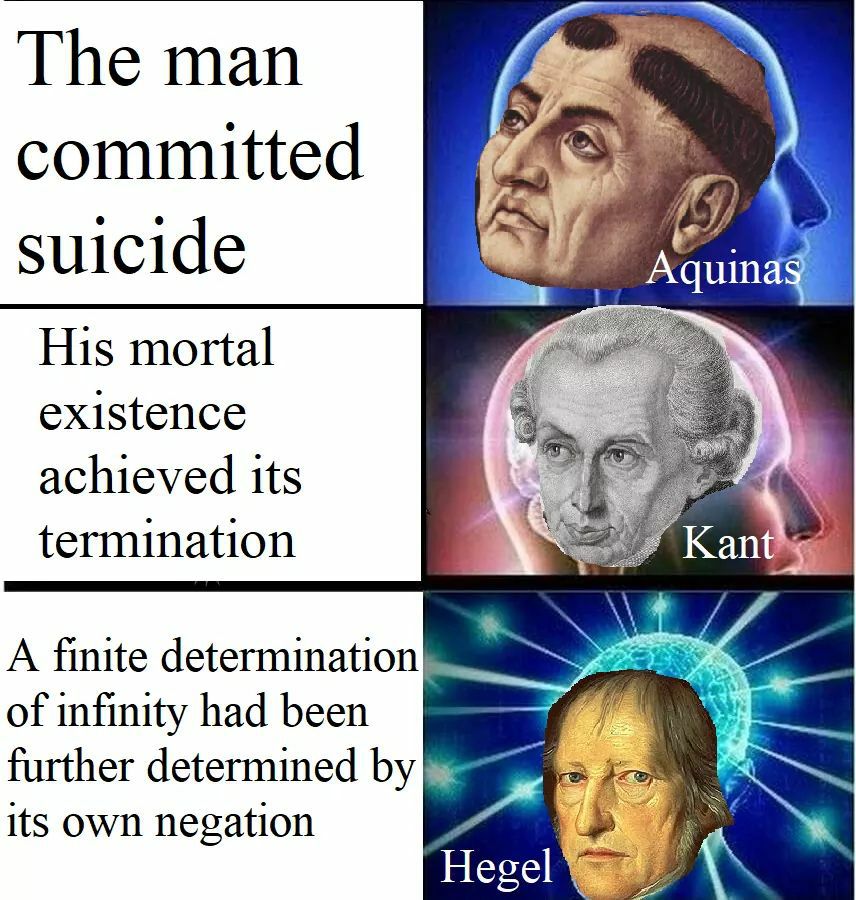 The man
committed
suicide
Aquinas
His mortal
existence
achieved its
termination
Kant
A finite determination
of infinity had been
further determined by
its own negation
Hegel